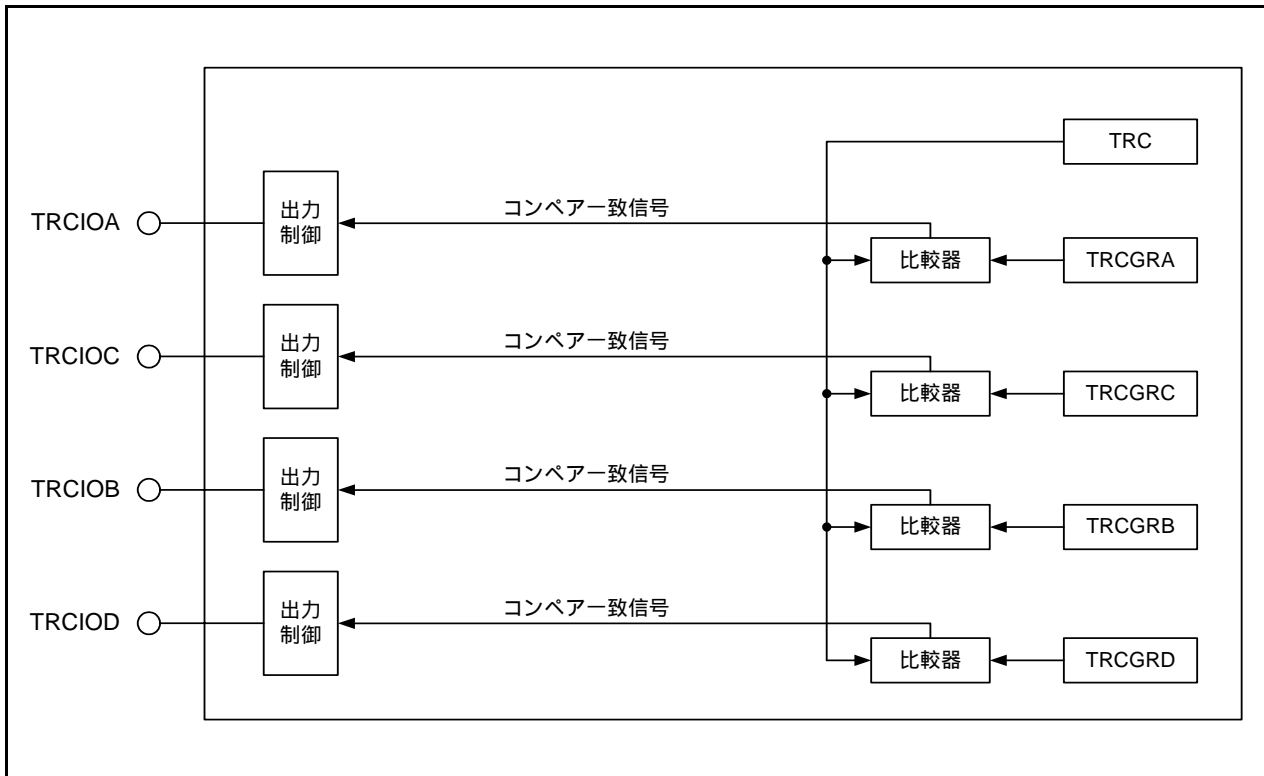 TRC
TRCIOA
出力
制御
コンペア一致信号
比較器
TRCGRA
TRCIOC
出力
制御
コンペア一致信号
比較器
TRCGRC
TRCIOB
出力
制御
コンペア一致信号
比較器
TRCGRB
TRCIOD
出力
制御
コンペア一致信号
比較器
TRCGRD